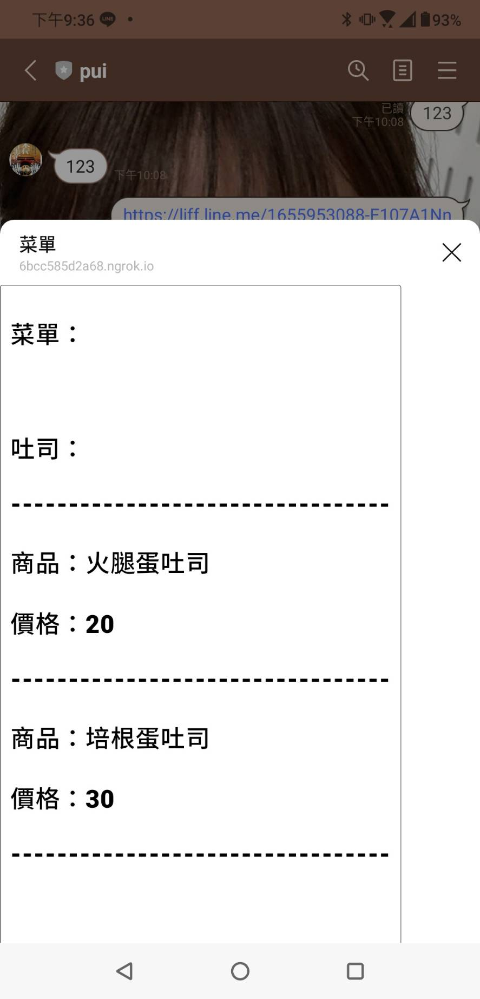 下午9:36 LINE
93%
pui
已讀
下午10:08
123
123
下午10:08
https://liff.line.me/1655953088-F107A1Nn
菜單
6bcc585d2a68.ngrok.io
菜單：
吐司：
---------------------------------
商品：火腿蛋吐司
價格：20
---------------------------------
商品：培根蛋吐司
價格：30
---------------------------------